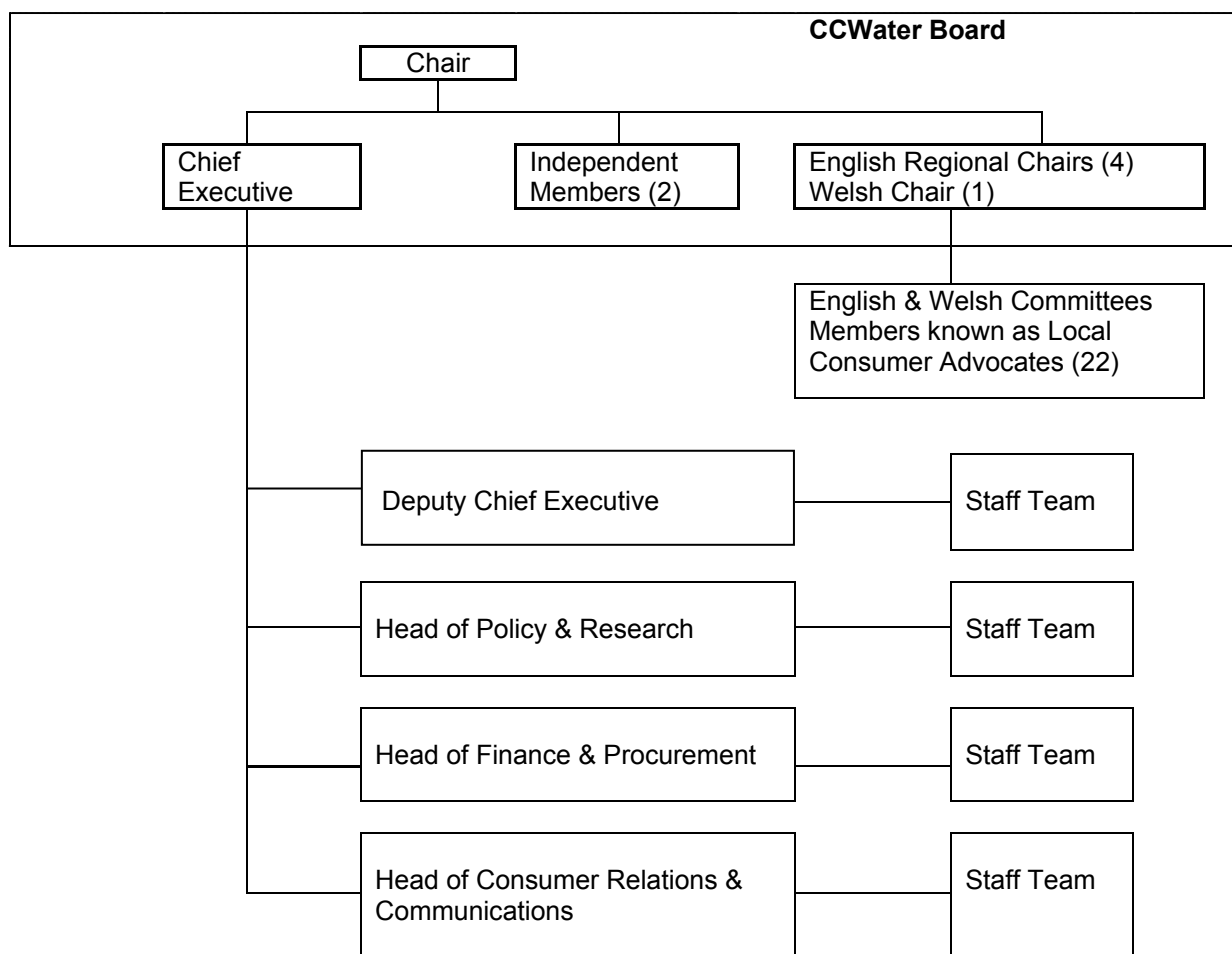 CCWater Board
Chair
Chief
Executive
Independent
Members (2)
English Regional Chairs (4)
Welsh Chair (1)
English & Welsh Committees
Members known as Local
Consumer Advocates (22)
Deputy Chief Executive
Staff Team
Head of Policy & Research
Staff Team
Head of Finance & Procurement
Staff Team
Head of Consumer Relations &
Communications
Staff Team